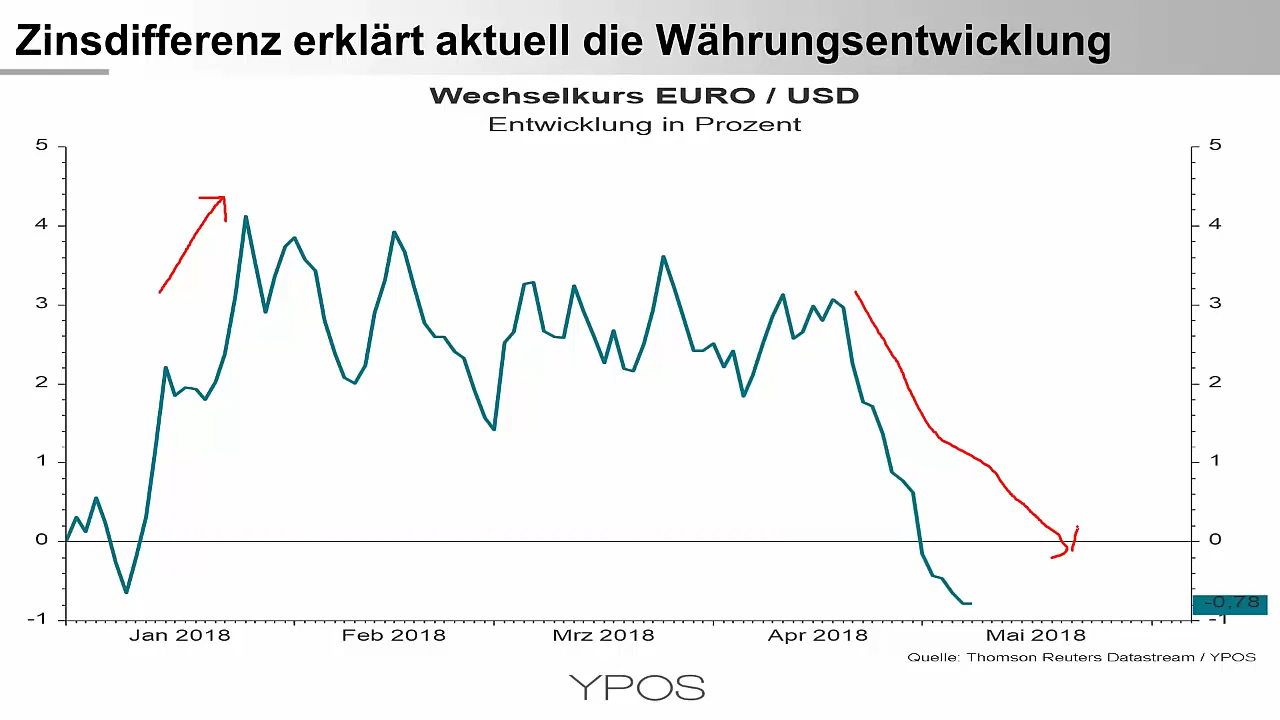 Zinsdifferenz erklärt aktuell die Währungsentwicklung
Wechselkurs EURO / USD
Entwicklung in Prozent
5 5
4 4
3 3
2 2
1 1
0 0
-0,78
-1 -1
Jan 2018 Feb 2018 Mrz 2018 Apr 2018 Mai 2018
Quelle: Thomson Reuters Datastream / YPOS
YPOS